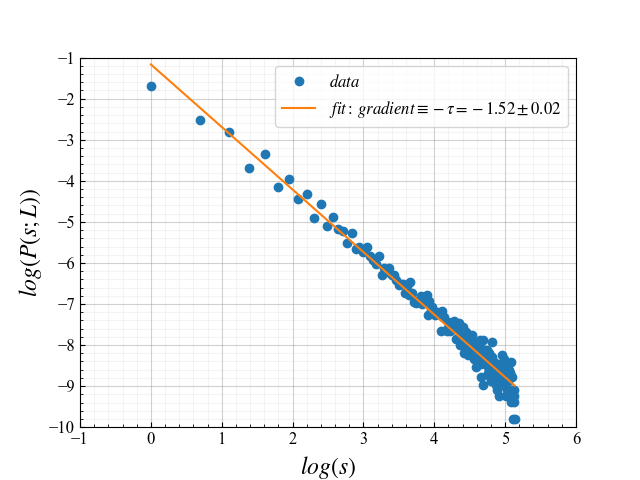 data
fit: gradient ≡ − τ = − 1.52 ± 0.02
log(P(s; L))
−1
−2
−3
−4
−5
−6
−7
−8
−9
−10
−1 0 1 2 3 4 5 6
log(s)